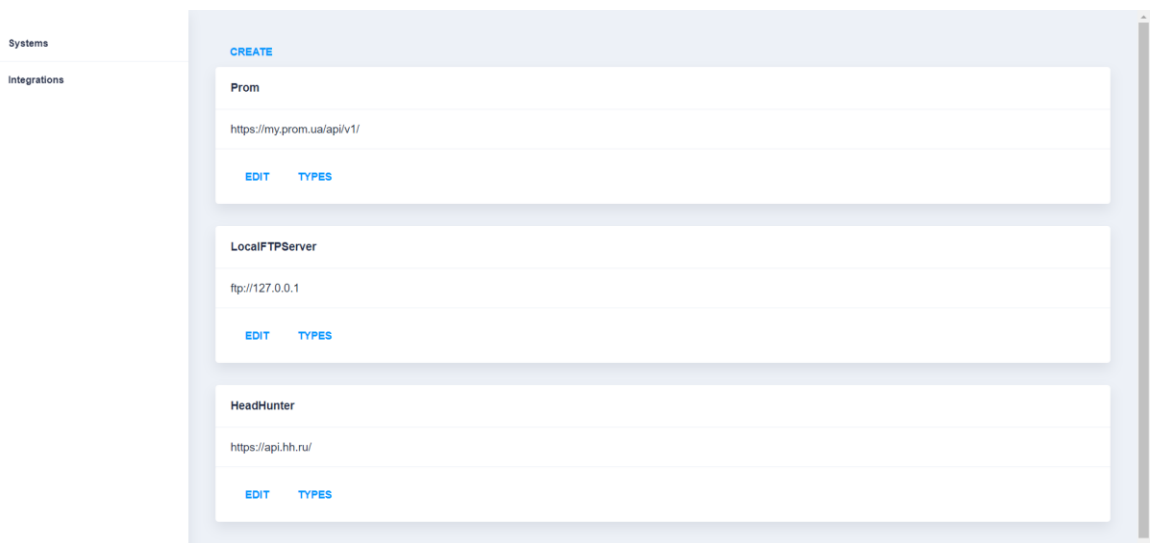 Systems
Integrations
CREATE
Prom
https://my.prom.ua/api/v1/
EDIT TYPES
LocalFTPServer
ftp://127.0.0.1
EDIT TYPES
HeadHunter
https://api.hh.ru/
EDIT TYPES